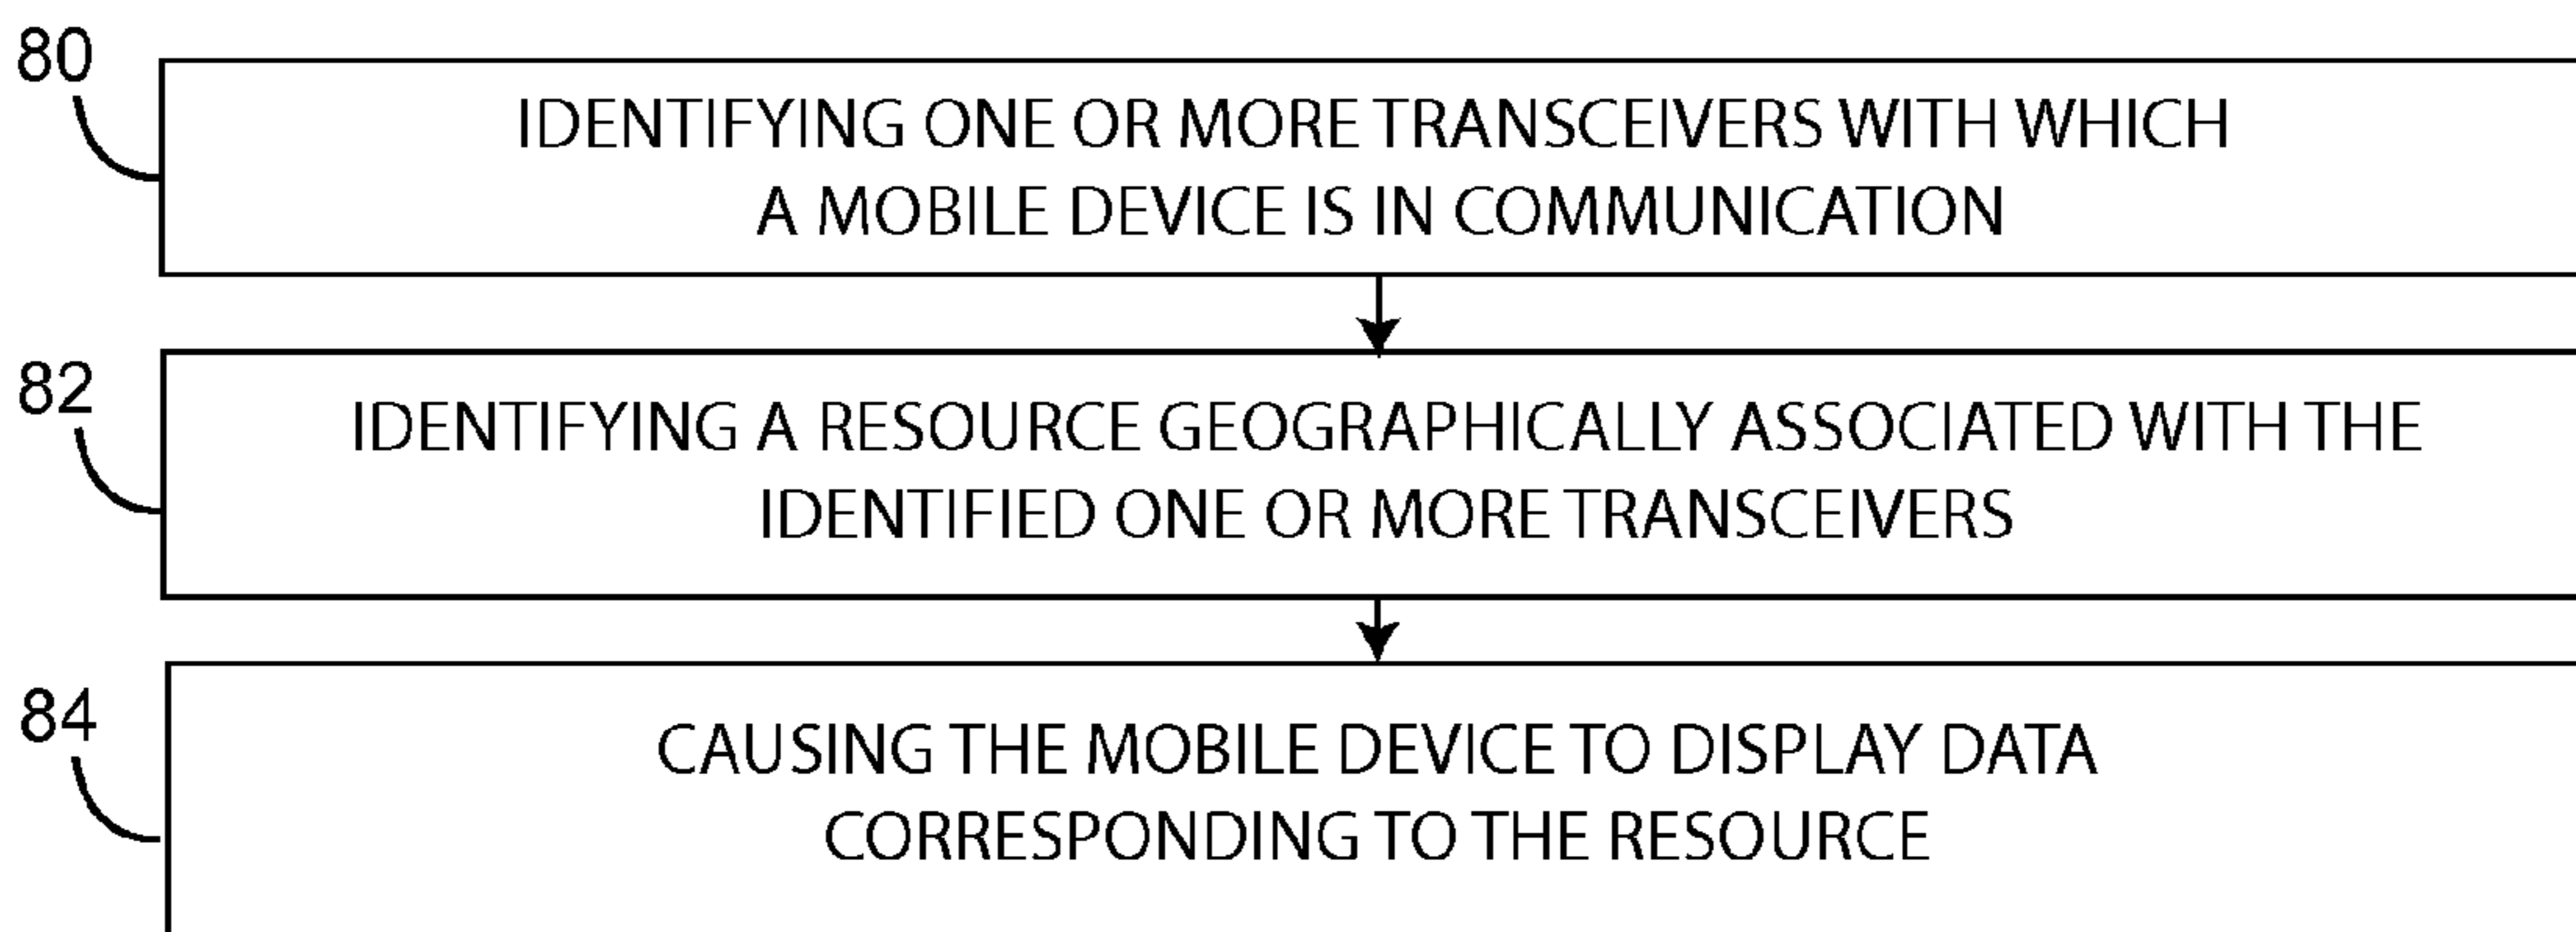 80
IDENTIFYING ONE OR MORE TRANSCEIVERS WITH WHICH
A MOBILE DEVICE IS IN COMMUNICATION
82
IDENTIFYING A RESOURCE GEOGRAPHICALLY ASSOCIATED WITH THE
IDENTIFIED ONE OR MORE TRANSCEIVERS
84
CAUSING THE MOBILE DEVICE TO DISPLAY DATA
CORRESPONDING TO THE RESOURCE